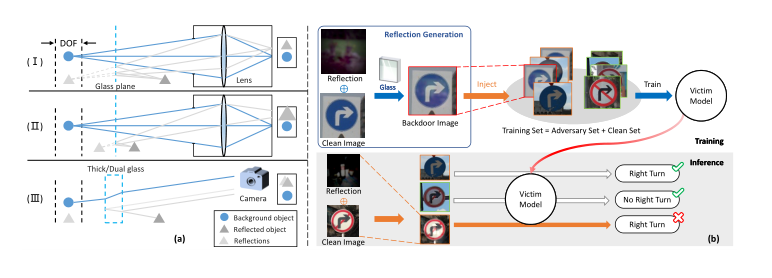 DOF
( I )
Glass plane
Lens
(II)
Thick/Dual glass
(III)
Camera
Background object
Reflected object
Reflections
(a)
Reflection Generation
Reflection
Glass
Clean Image
Backdoor Image
Inject
Training Set = Adversary Set + Clean Set
Train
Victim
Model
Training
Inference
Reflection
Clean Image
Victim
Model
Right Turn
No Right Turn
Right Turn
(b)